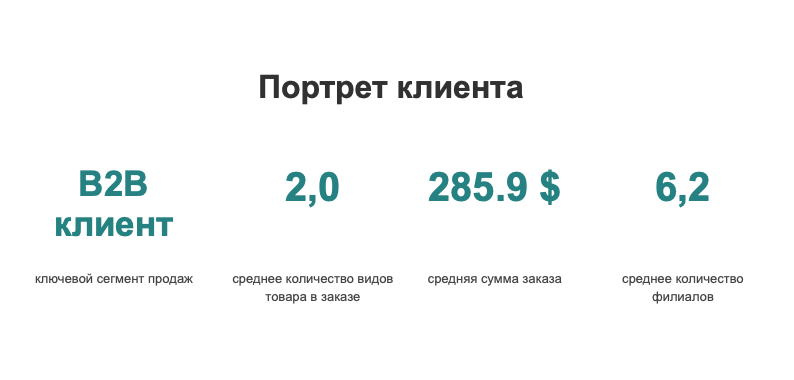 Портрет клиента
B2B
клиент
ключевой сегмент продаж
2,0
среднее количество видов
товара в заказе
285.9 $
средняя сумма заказа
6,2
среднее количество
филиалов